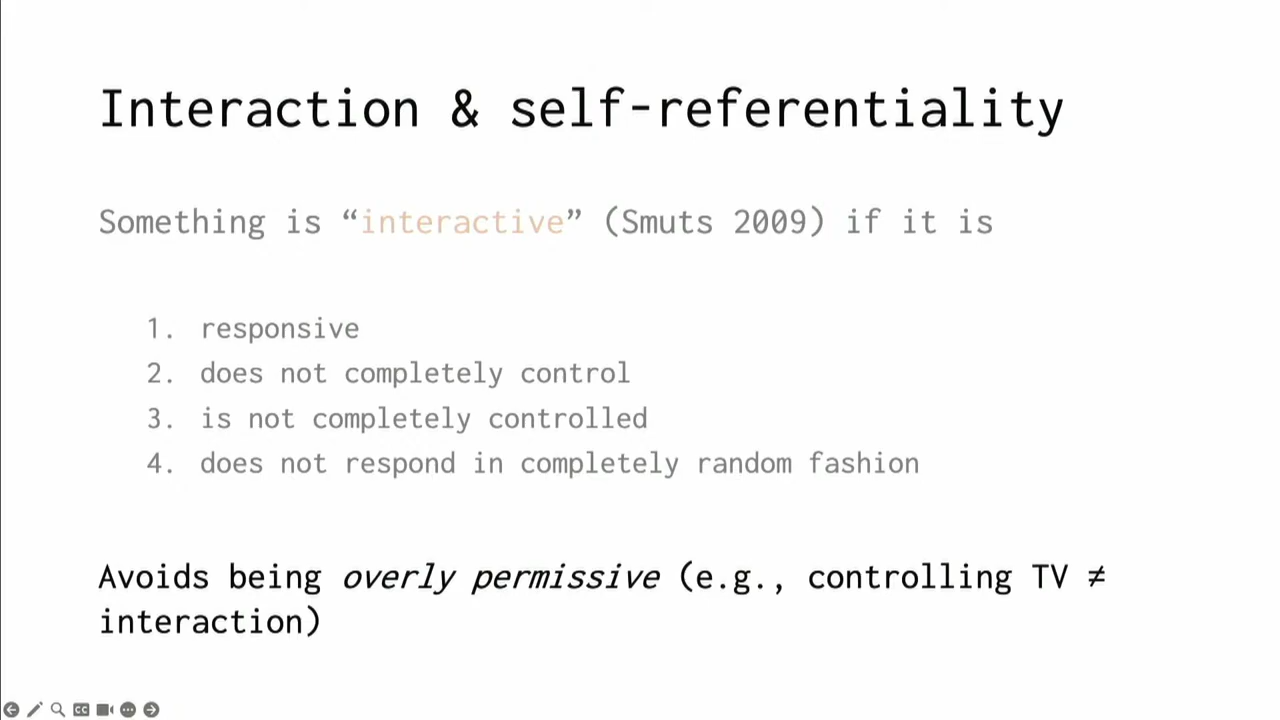 Interaction & self-referentiality
Something is “interactive” (Smuts 2009) if it is
1. responsive
2. does not completely control
3. is not completely controlled
4. does not respond in completely random fashion
Avoids being overly permissive (e.g., controlling TV ≠
interaction)
CC